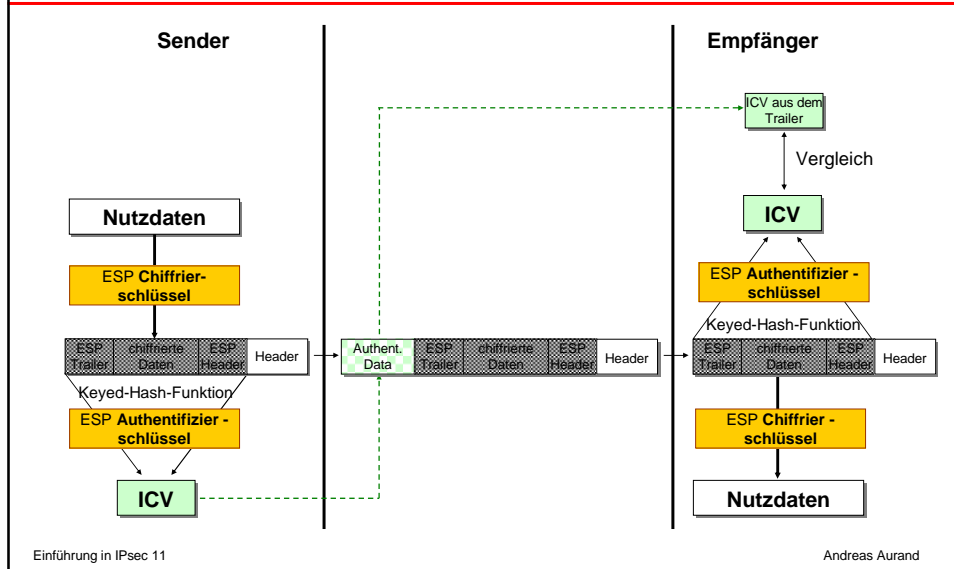 Sender
Empfänger
ICV aus dem
Trailer
Vergleich
ICV
Nutzdaten
ESP Chiffrier-
schlüssel
ESP Authentifizier -
schlüssel
Keyed-Hash-Funktion
ESP
Trailer
chiffrierte
Daten
ESP
Header
Header
Authent.
Data
ESP
Trailer
chiffrierte
Daten
ESP
Header
Header
ESP
Trailer
chiffrierte
Daten
ESP
Header
Header
Keyed-Hash-Funktion
ESP Authentifizier -
schlüssel
ICV
ESP Chiffrier -
schlüssel
Nutzdaten
Einführung in IPsec 11
Andreas Aurand